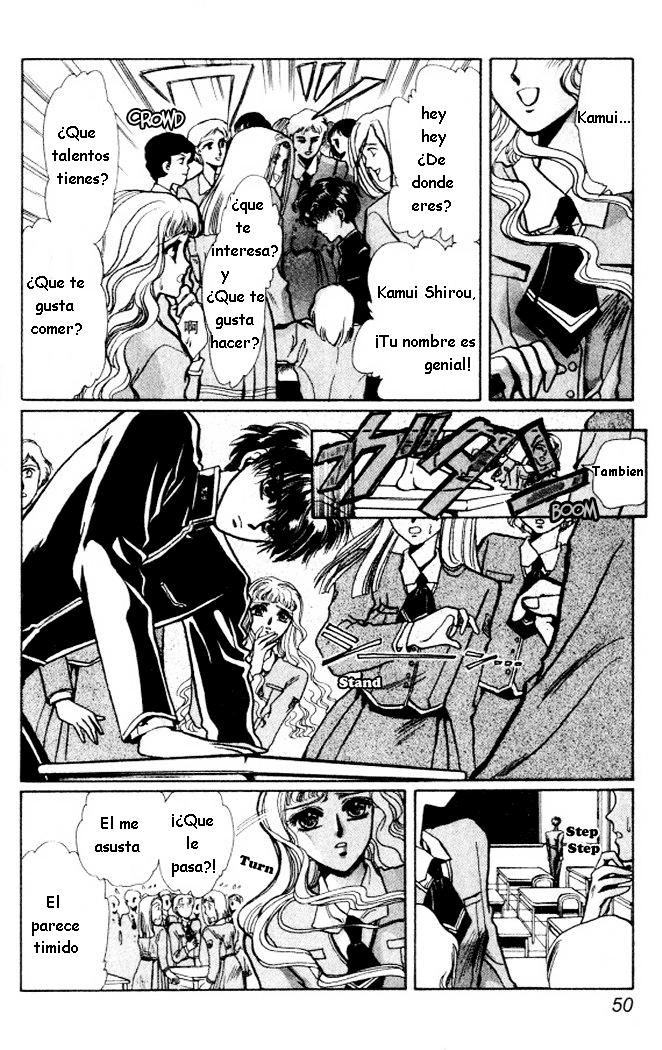 Kamui...
hey
hey
¿De
donde
eres?
Kamui Shirou,
¡Tu nombre es
genial!
CROWD
¿que
te
interesa?
y
¿Que te
gusta
hacer?
¿Que
talentos
tienes?
¿Que te
gusta
comer?
啊
Tambien
BOOM
Stand
Step
Step
Turn
¡¿Que
le
pasa?!
El me
asusta
El
parece
timido
50